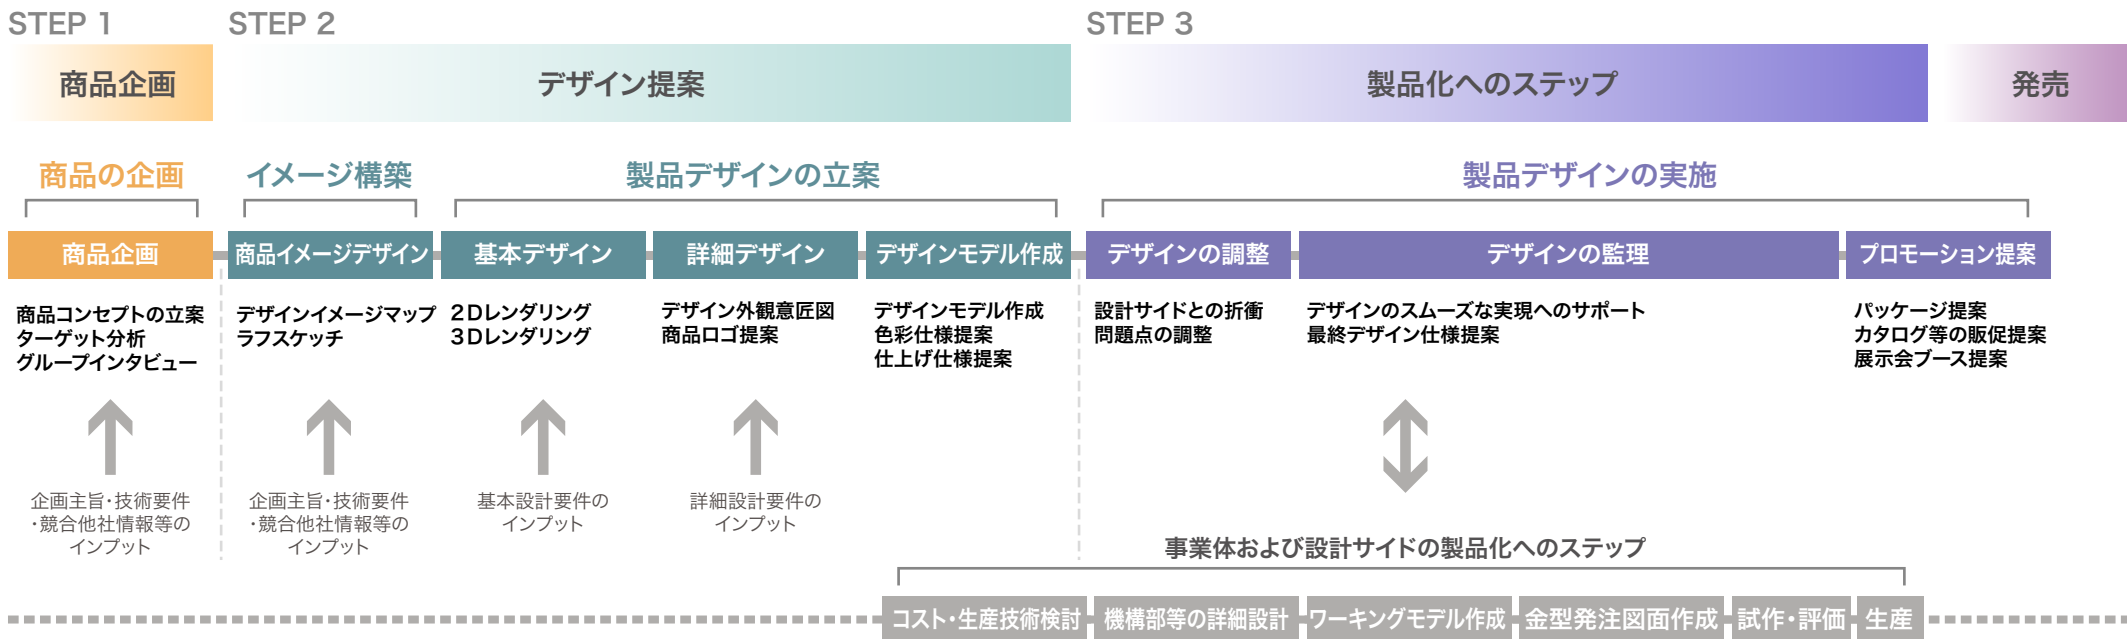 STEP 1
STEP 2
STEP 3
商品企画
デザイン提案
製品化へのステップ
発売
商品の企画
イメージ構築
製品デザインの立案
製品デザインの実施
商品企画
商品イメージデザイン
基本デザイン
詳細デザイン
デザインモデル作成
デザインの調整
デザインの監理
プロモーション提案
商品コンセプトの立案
ターゲット分析
グループインタビュー
デザインイメージマップ
ラフスケッチ
2Dレンダリング
3Dレンダリング
デザイン外観意匠図
商品ロゴ提案
デザインモデル作成
色彩仕様提案
仕上げ仕様提案
設計サイドとの折衝
問題点の調整
デザインのスムーズな実現へのサポート
最終デザイン仕様提案
パッケージ提案
カタログ等の販促提案
展示会ブース提案
企画主旨・技術要件
・競合他社情報等の
インプット
企画主旨・技術要件
・競合他社情報等の
インプット
基本設計要件の
インプット
詳細設計要件の
インプット
事業体および設計サイドの製品化へのステップ
コスト・生産技術検討
機構部等の詳細設計
ワーキングモデル作成
金型発注図面作成
試作・評価
生産